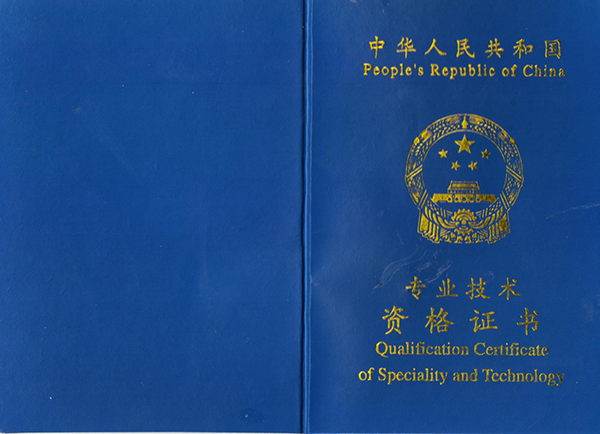 中华人民共和国
People's Republic of China
专业技术
资格证书
Qualification Certificate
of Speciality and Technology